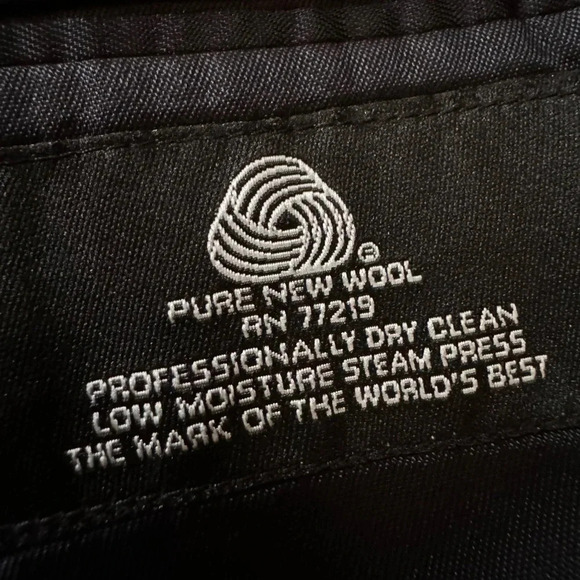 ®
PURE NEW WOOL
RN 77219
PROFESSIONALLY DRY CLEAN
LOW MOISTURE STEAM PRESS
THE MARK OF THE WORLD'S BEST